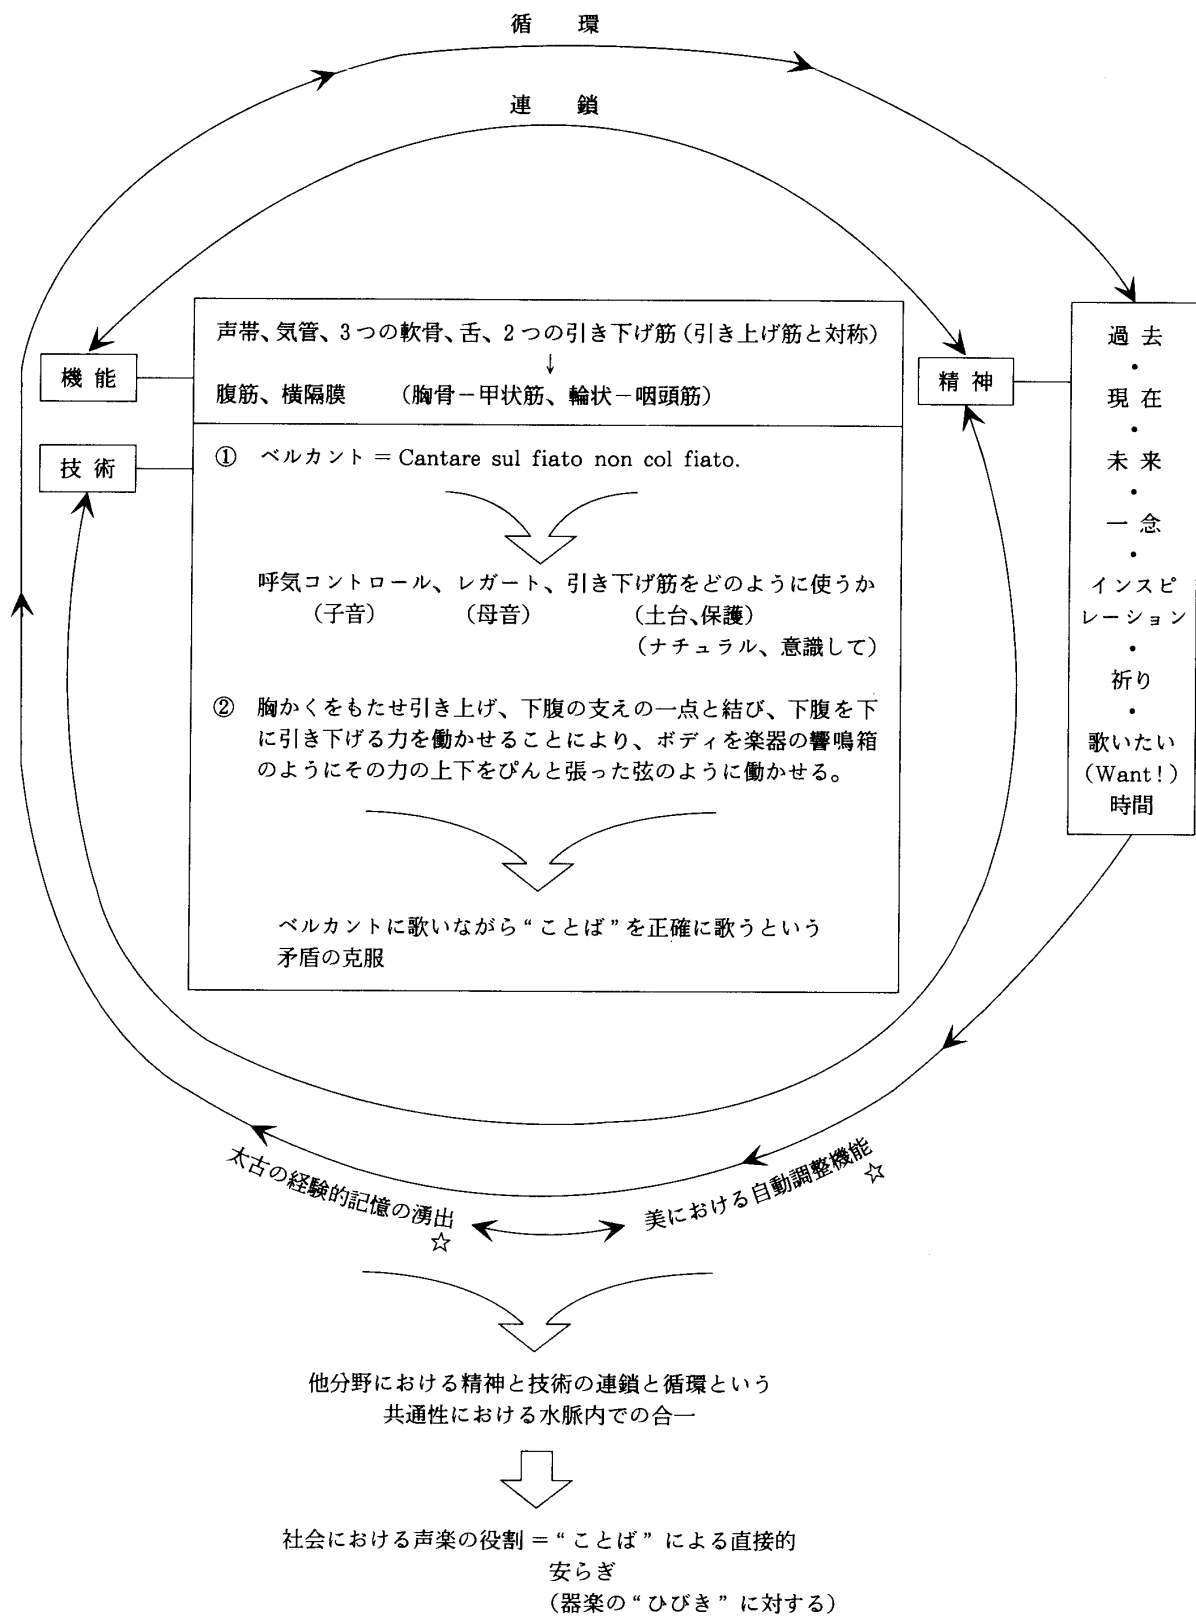 循　環
連　鎖
声帯、気管、3つの軟骨、舌、2つの引き下げ筋(引き上げ筋と対称)
↓
機能
腹筋、横隔膜　　(胸骨－甲状筋、輪状－咽頭筋)
技術
① ベルカント＝Cantare sul fiato non col fiato.
呼気コントロール、レガート、引き下げ筋をどのように使うか
(子音)　　(母音)　　(土台、保護)
(ナチュラル、意識して)
② 胸かくをもたせ引き上げ、下腹の支えの一点と結び、下腹を下
に引き下げる力を働かせることにより、ボディを楽器の響鳴箱
のようにその力の上下をぴんと張った弦のように働かせる。
ベルカントに歌いながら“ことば”を正確に歌うという
矛盾の克服
精神
過去
・
現在
・
未来
・
一念
・
インスピ
レーション
・
祈り
・
歌いたい
(Want!)
時間
太古の経験的記憶の湧出
☆
美における自動調整機能
☆
他分野における精神と技術の連鎖と循環という
共通性における水脈内での合一
社会における声楽の役割＝“ことば”による直接的
安らぎ
(器楽の“ひびき”に対する)